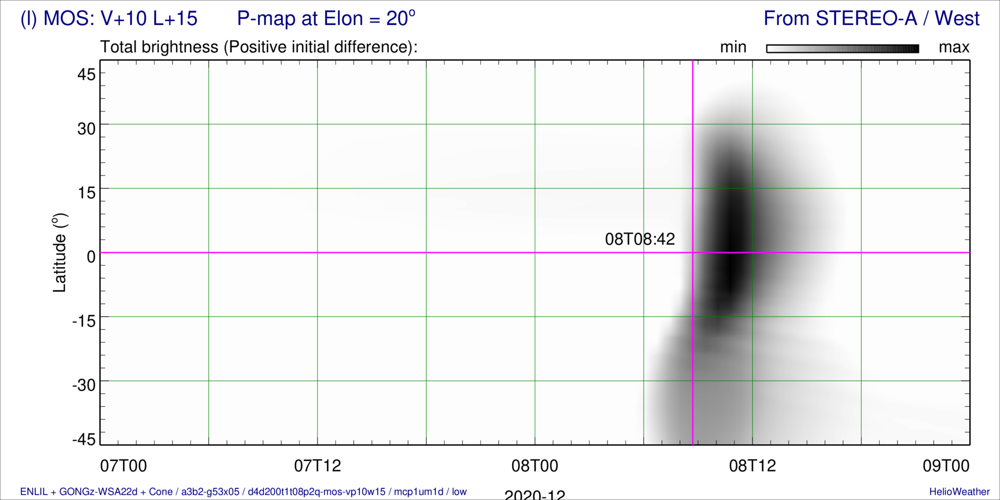 (l) MOS: V+10 L+15 P-map at Elon = 20° From STEREO-A / West
Total brightness (Positive initial difference): min max
45
30
15
0
-15
-30
-45
Latitude (°)
08T08:42
07T00 07T12 08T00 08T12 09T00
2020-12
ENLIL + GONGz-WSA22d + Cone / a3b2-g53x05 / d4d200t1t08p2q-mos-vp10w15 / mcp1um1d / low
HelioWeather